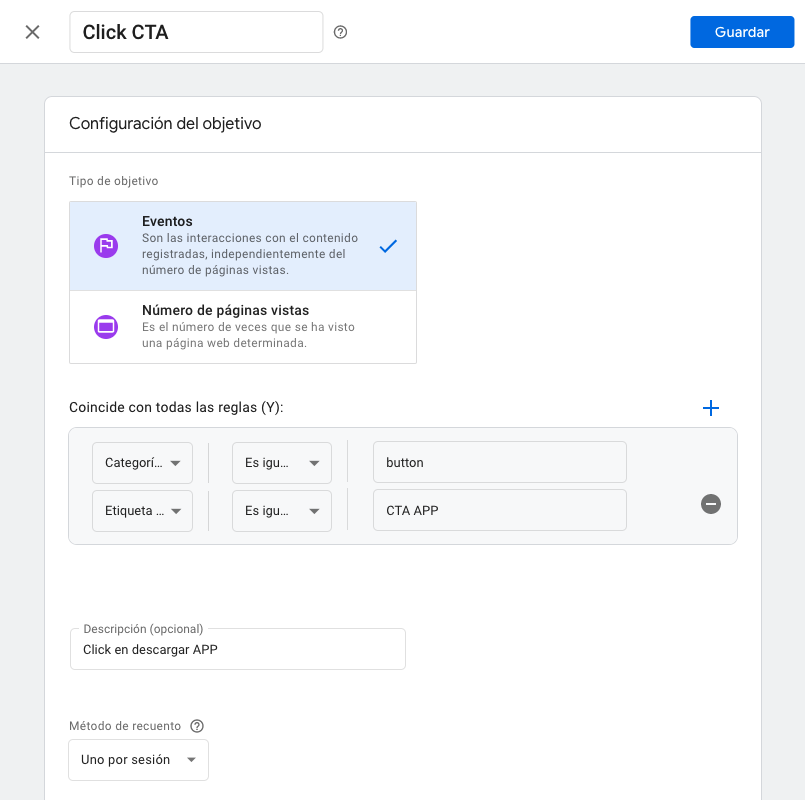 Click CTA
Guardar
Configuración del objetivo
Tipo de objetivo
Eventos
Son las interacciones con el contenido
registradas, independientemente del
número de páginas vistas.
Número de páginas vistas
Es el número de veces que se ha visto
una página web determinada.
Coincide con todas las reglas (Y):
Categorí... Es igu... button
Etiqueta ... Es igu... CTA APP
Descripción (opcional)
Click en descargar APP
Método de recuento
Uno por sesión